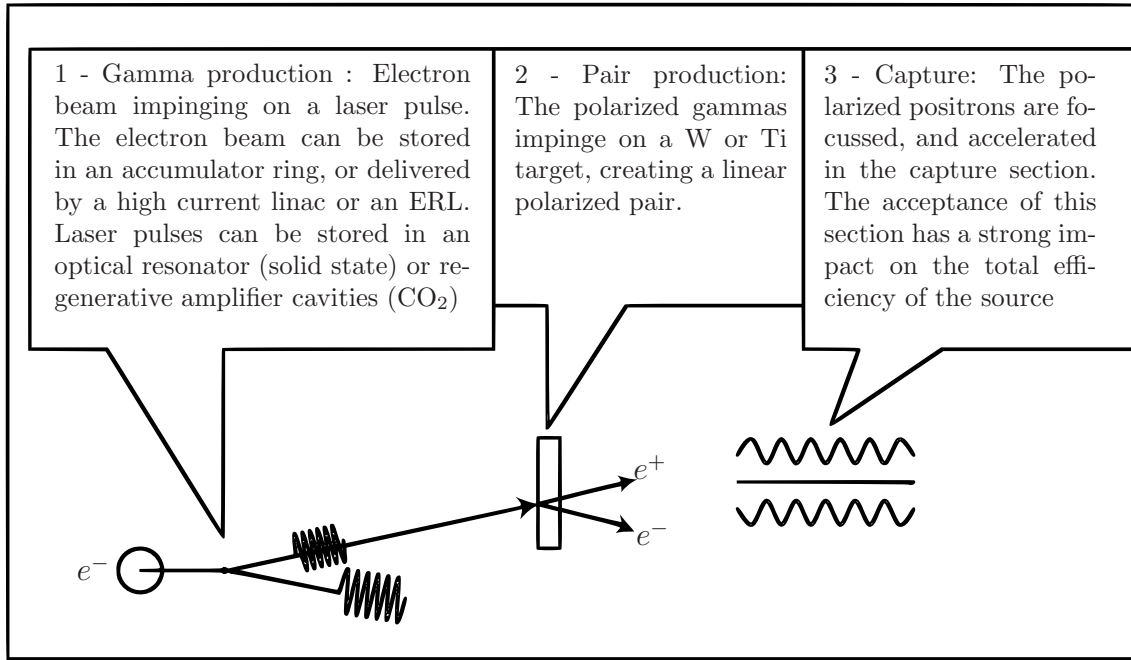 1 - Gamma production : Electron
beam impinging on a laser pulse.
The electron beam can be stored
in an accumulator ring, or delivered
by a high current linac or an ERL.
Laser pulses can be stored in an
optical resonator (solid state) or re-
generative amplifier cavities (CO₂)
2 - Pair production:
The polarized gammas
impinge on a W or Ti
target, creating a linear
polarized pair.
3 - Capture: The po-
larized positrons are fo-
cussed, and accelerated
in the capture section.
The acceptance of this
section has a strong im-
pact on the total effi-
ciency of the source
e⁺
e⁻
e⁻